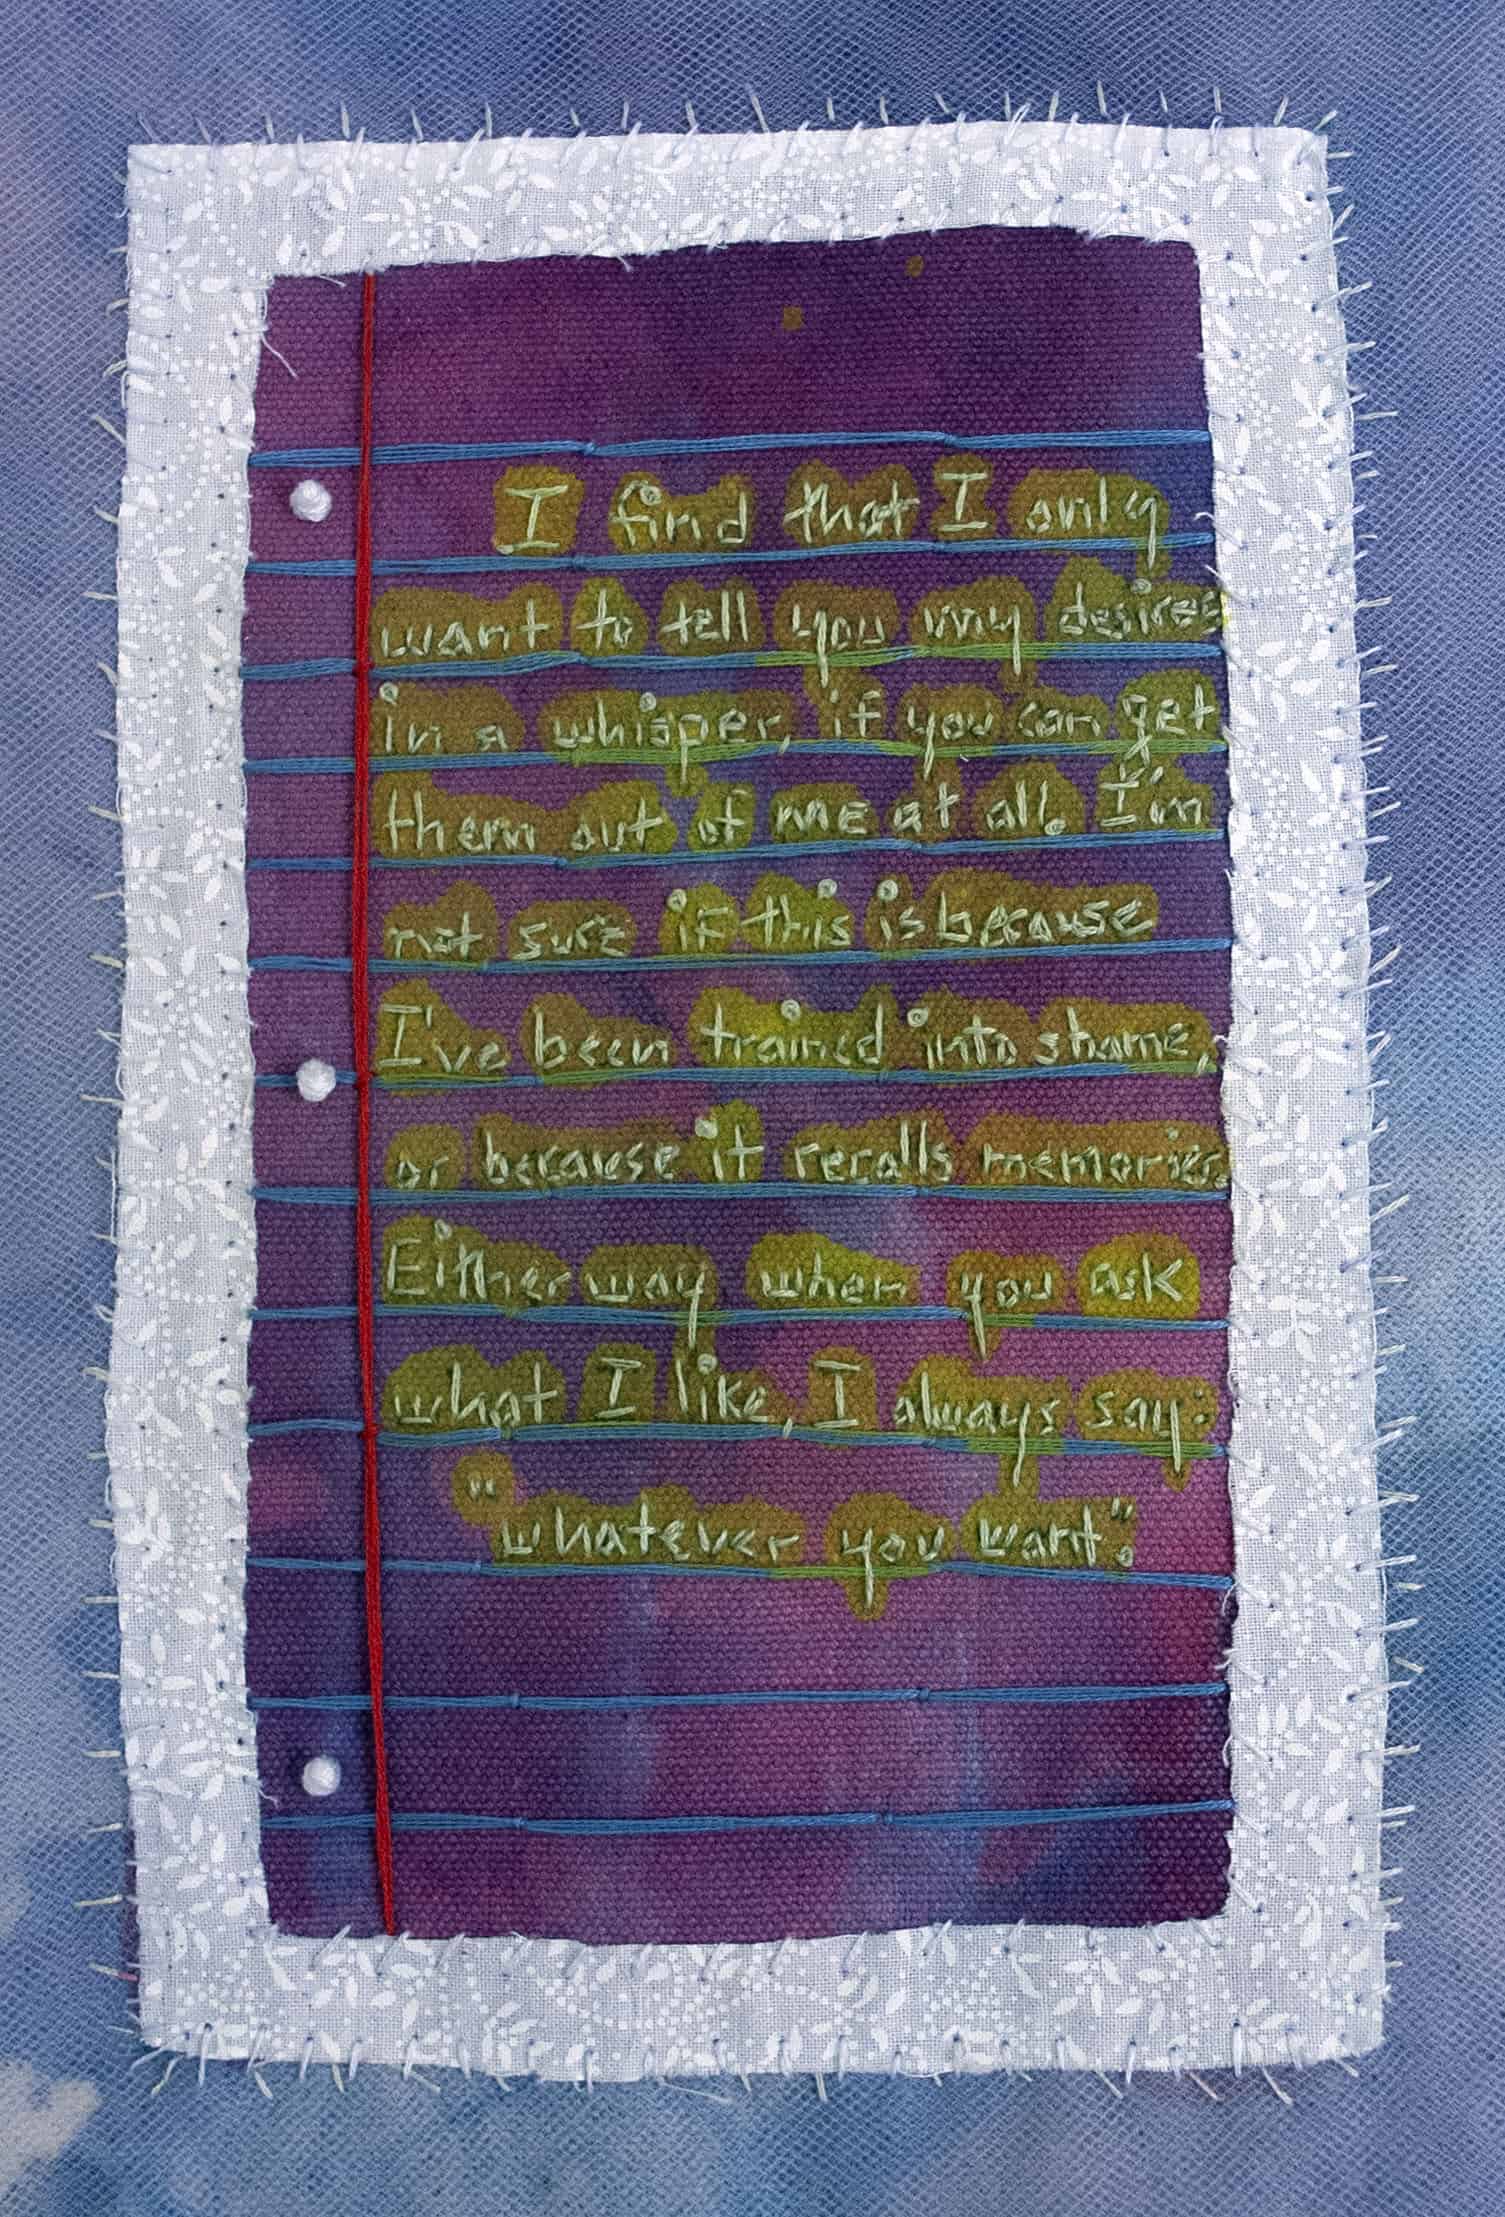 I find that I only
want to tell you my desires
in a whisper, if you can get
them out of me at all. I'm
not sure if this is because
I've been trained into shame,
or because it recalls memories.
Either way when you ask
what I like, I always say:
"whatever you want".